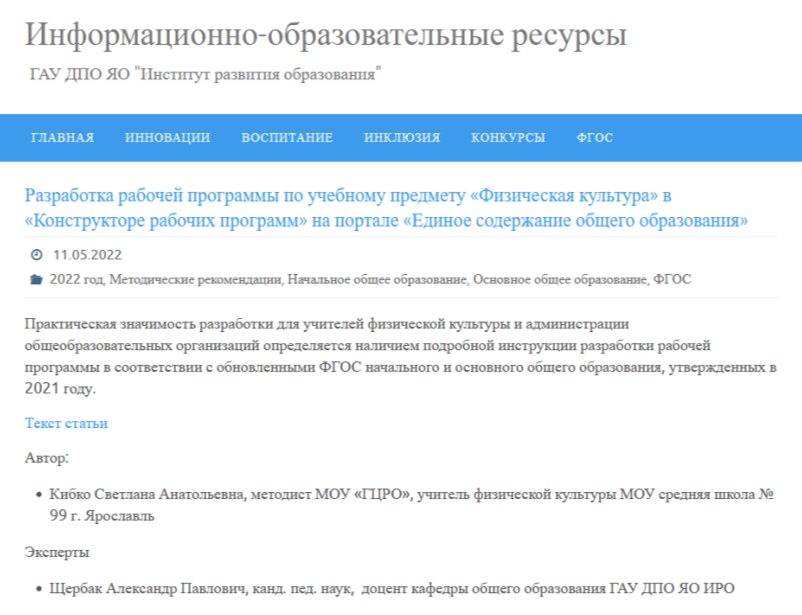 Информационно-образовательные ресурсы
ГАУ ДПО ЯО "Институт развития образования"
ГЛАВНАЯ ИННОВАЦИИ ВОСПИТАНИЕ ИНКЛЮЗИЯ КОНКУРСЫ ФГОС
Разработка рабочей программы по учебному предмету «Физическая культура» в
«Конструкторе рабочих программ» на портале «Единое содержание общего образования»
11.05.2022
2022 год, Методические рекомендации, Начальное общее образование, Основное общее образование, ФГОС
Практическая значимость разработки для учителей физической культуры и администрации
общеобразовательных организаций определяется наличием подробной инструкции разработки рабочей
программы в соответствии с обновленными ФГОС начального и основного общего образования, утвержденных в
2021 году.
Текст статьи
Автор:
• Кибко Светлана Анатольевна, методист МОУ «ГЦРО», учитель физической культуры МОУ средняя школа №
99 г. Ярославль
Эксперты
• Щербак Александр Павлович, канд. пед. наук, доцент кафедры общего образования ГАУ ДПО ЯО ИРО